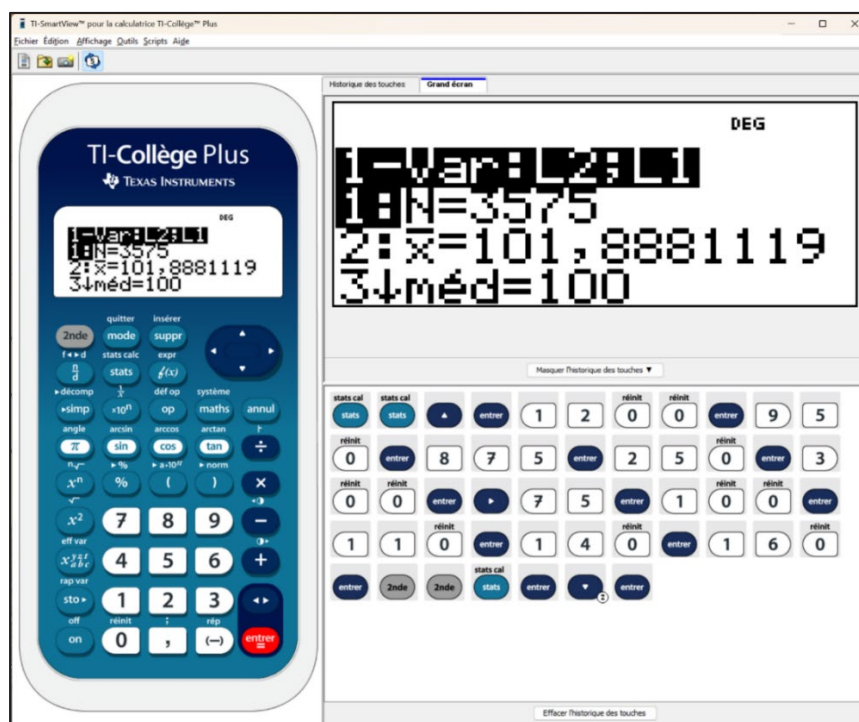 TI-SmartView™ pour la calculatrice TI-Collège™ Plus
Fichier Édition Affichage Outils Scripts Aide
Historique des touches Grand écran
DEG
1-Var:L2;L1
1:N=3575
2:x̅=101,8881119
3↓méd=100
Masquer l'historique des touches ▼
TI-Collège Plus
TEXAS INSTRUMENTS
DEG
1-Var:L2;L1
1:N=3575
2:x̅=101,8881119
3↓méd=100
quitter insérer
2nde mode suppr
f◄►d stats calc expr
n/d stats f(x)
►décomp 1/x déf op système
►simp ×10ⁿ op maths annul
angle arcsin arccos arctan
π sin cos tan ÷
ⁿ√ ►% ►a•10ⁿ ►norm
xⁿ % ( ) ×
√
x² 7 8 9 −
eff var
x y z t a b c 4 5 6 +
rap var
sto► 1 2 3 ◄►
off réinit ; rép
on 0 , (−) entrer =
stats cal stats cal réinit réinit
stats stats ▲ entrer 1 2 0 0 entrer 9 5
réinit réinit
0 entrer 8 7 5 entrer 2 5 0 entrer 3
réinit réinit réinit réinit
0 0 entrer ► 7 5 entrer 1 0 0 entrer
réinit réinit réinit
1 1 0 entrer 1 4 0 entrer 1 6 0
stats cal
entrer 2nde 2nde stats entrer ▼ entrer
Effacer l'historique des touches